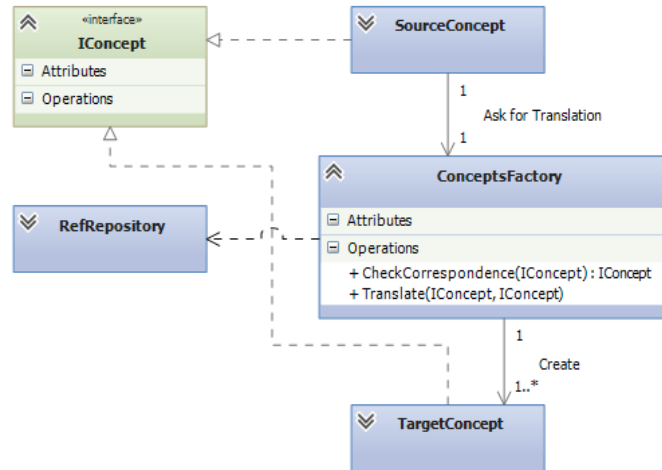 «interface»
IConcept
Attributes
Operations
SourceConcept
1
Ask for Translation
1
ConceptsFactory
Attributes
Operations
+ CheckCorrespondence(IConcept) : IConcept
+ Translate(IConcept, IConcept)
RefRepository
1
Create
1..*
TargetConcept